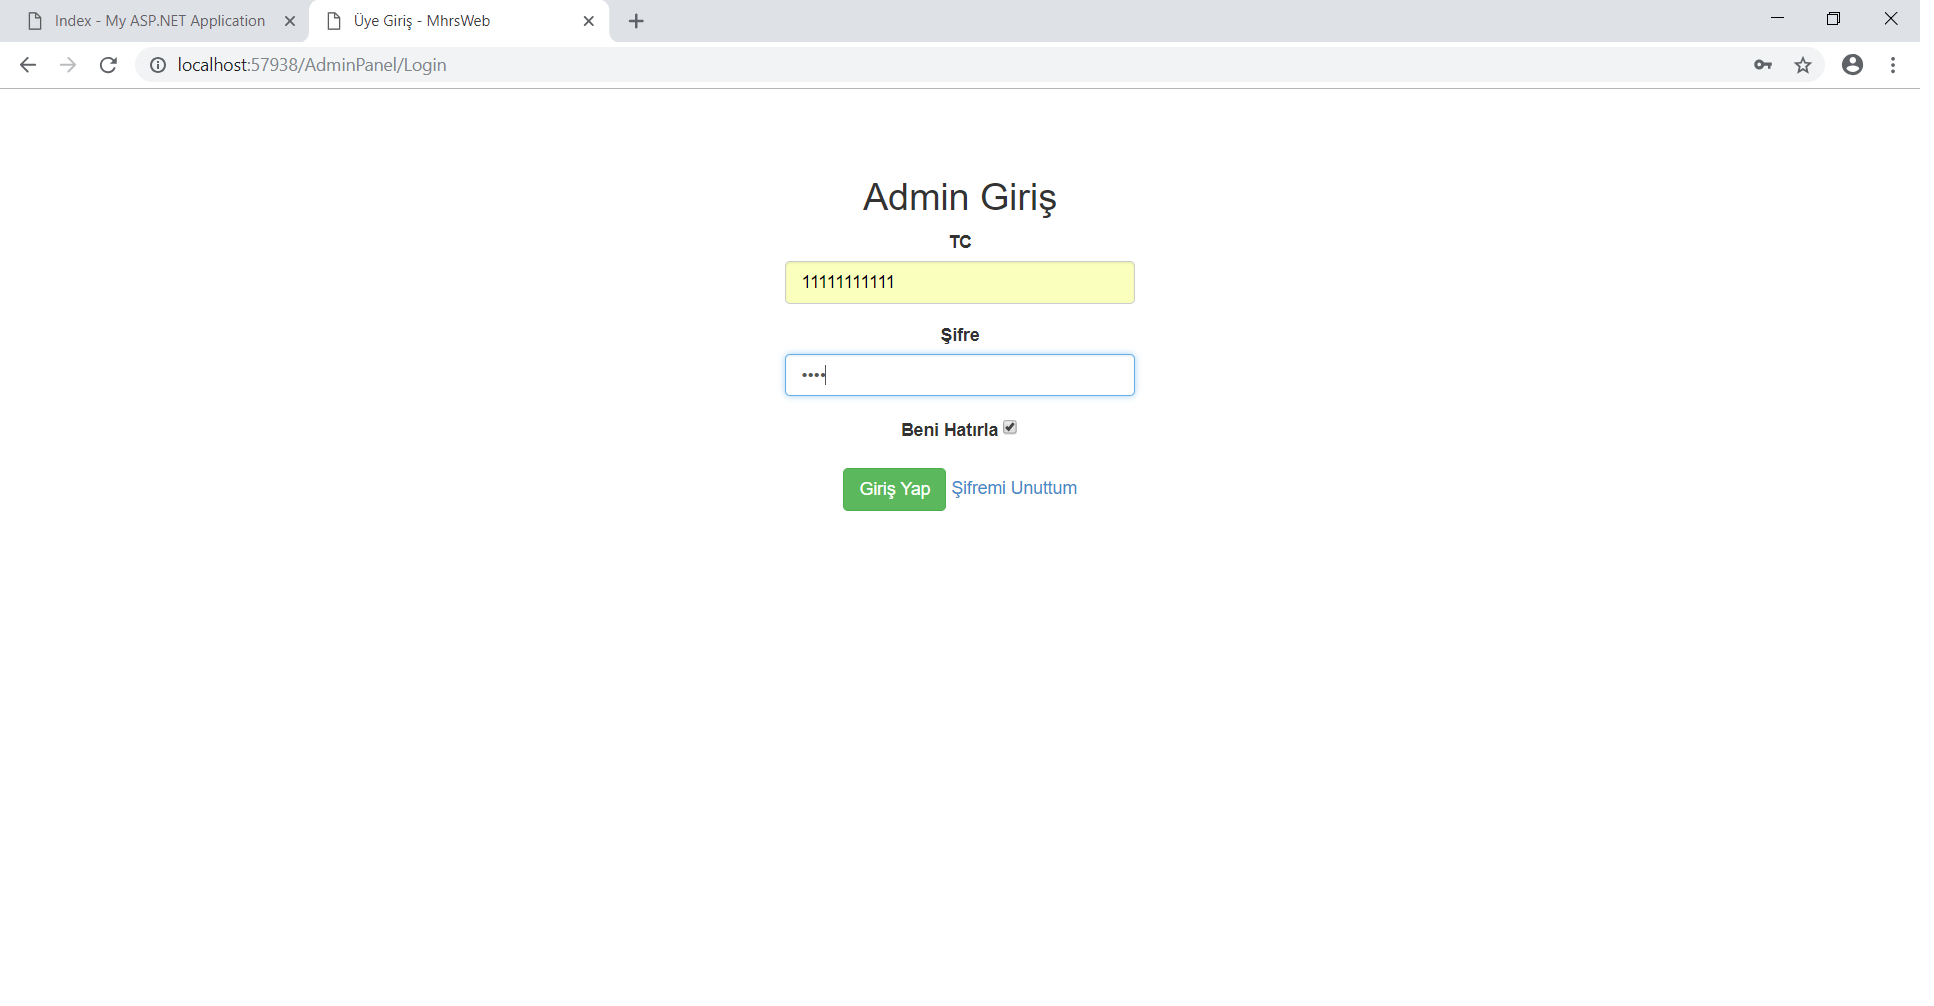 Index - My ASP.NET Application
Üye Giriş - MhrsWeb
localhost:57938/AdminPanel/Login
Admin Giriş
TC
11111111111
Şifre
••••
Beni Hatırla
Giriş Yap Şifremi Unuttum